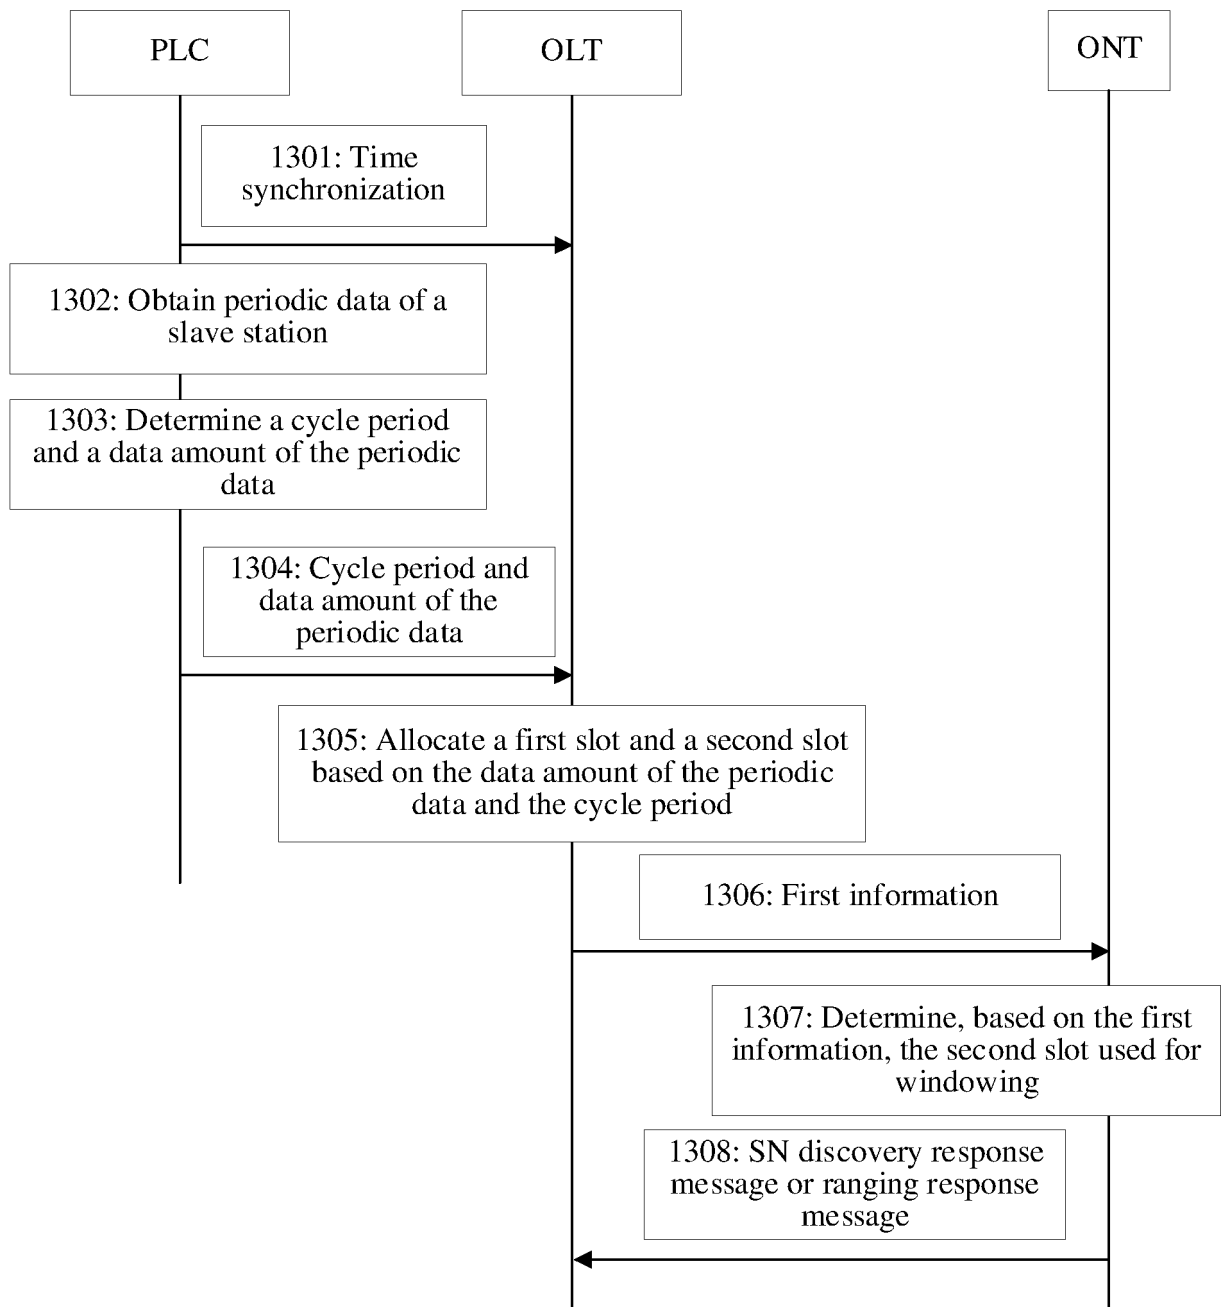 PLC
OLT
ONT
1301: Time
synchronization
1302: Obtain periodic data of a
slave station
1303: Determine a cycle period
and a data amount of the periodic
data
1304: Cycle period and
data amount of the
periodic data
1305: Allocate a first slot and a second slot
based on the data amount of the periodic
data and the cycle period
1306: First information
1307: Determine, based on the first
information, the second slot used for
windowing
1308: SN discovery response
message or ranging response
message